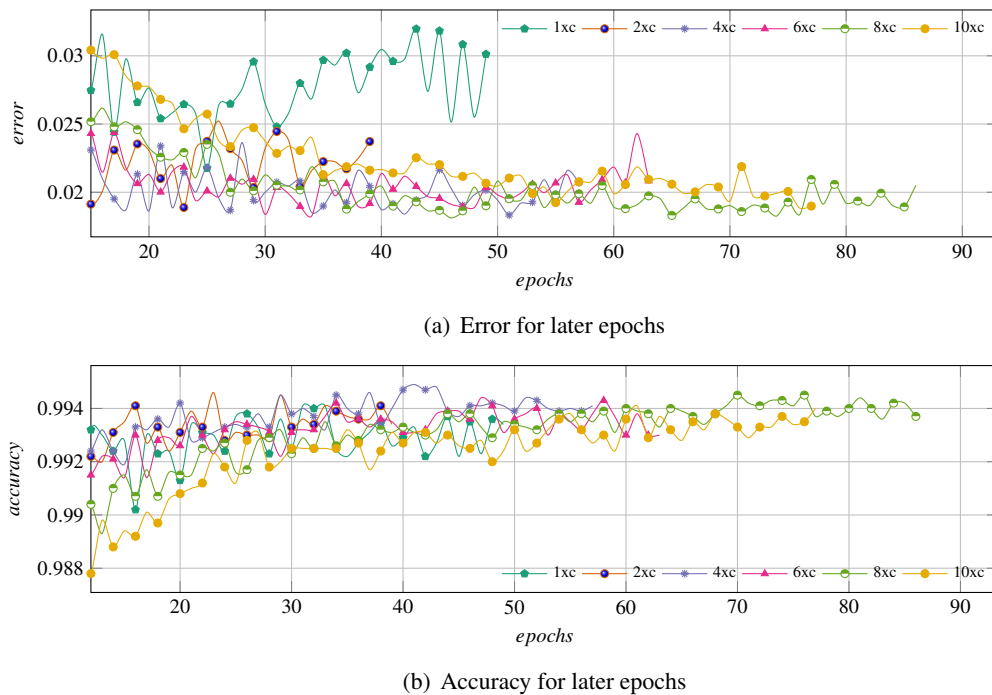 1xc 2xc 4xc 6xc 8xc 10xc
0.03
0.025
0.02
error
20 30 40 50 60 70 80 90
epochs
(a) Error for later epochs
0.994
0.992
0.99
0.988
accuracy
1xc 2xc 4xc 6xc 8xc 10xc
20 30 40 50 60 70 80 90
epochs
(b) Accuracy for later epochs